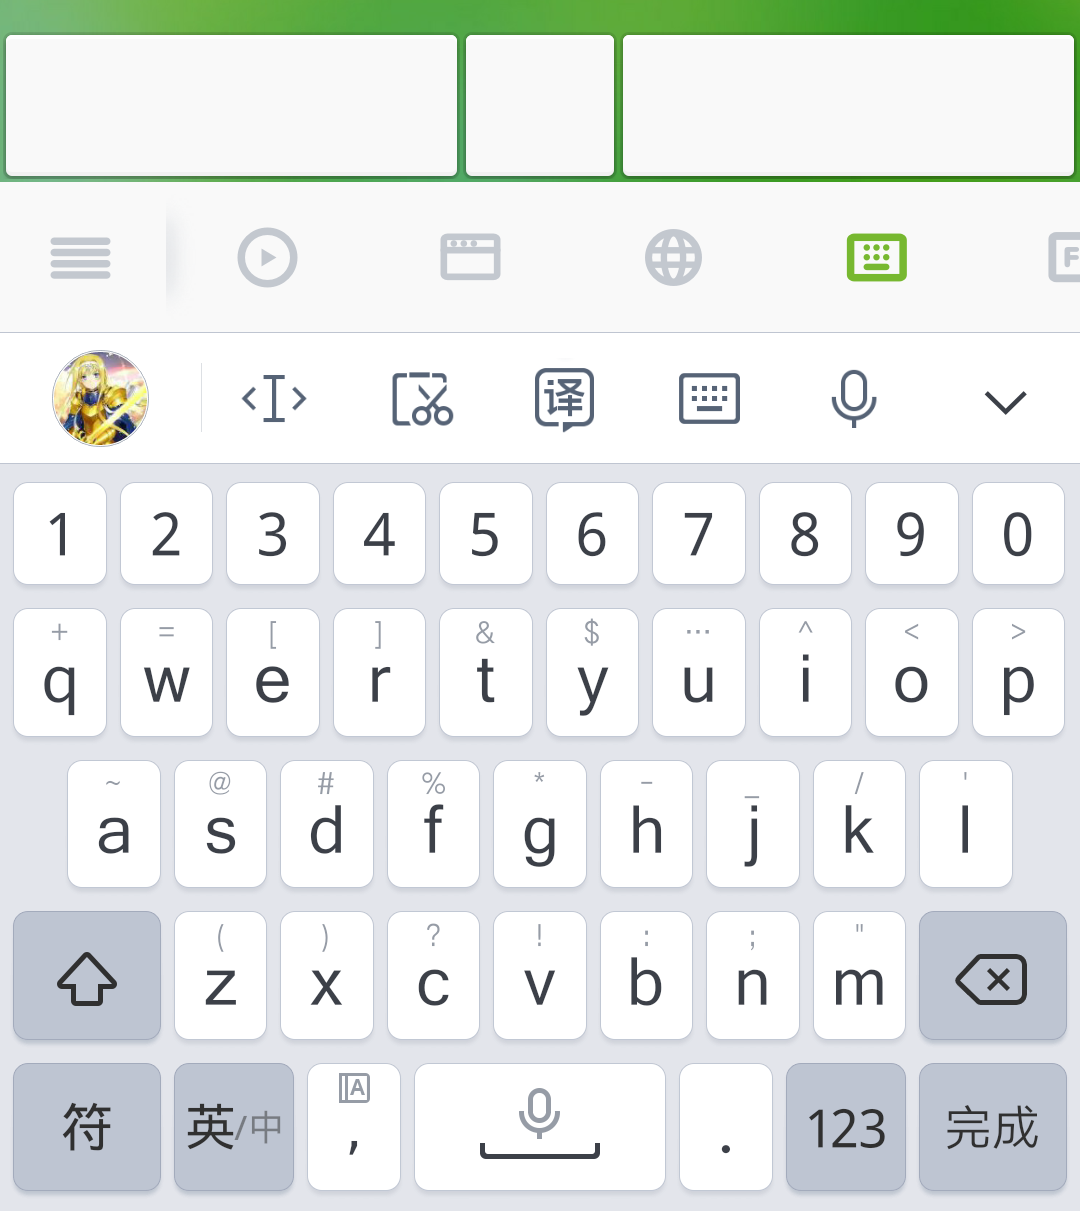 F
译
1 2 3 4 5 6 7 8 9 0
+ = [ ] & $ ··· ^ < >
q w e r t y u i o p
~ @ # % * - _ / '
a s d f g h j k l
( ) ? ! : ; "
z x c v b n m
A
符 英/中 , . 123 完成